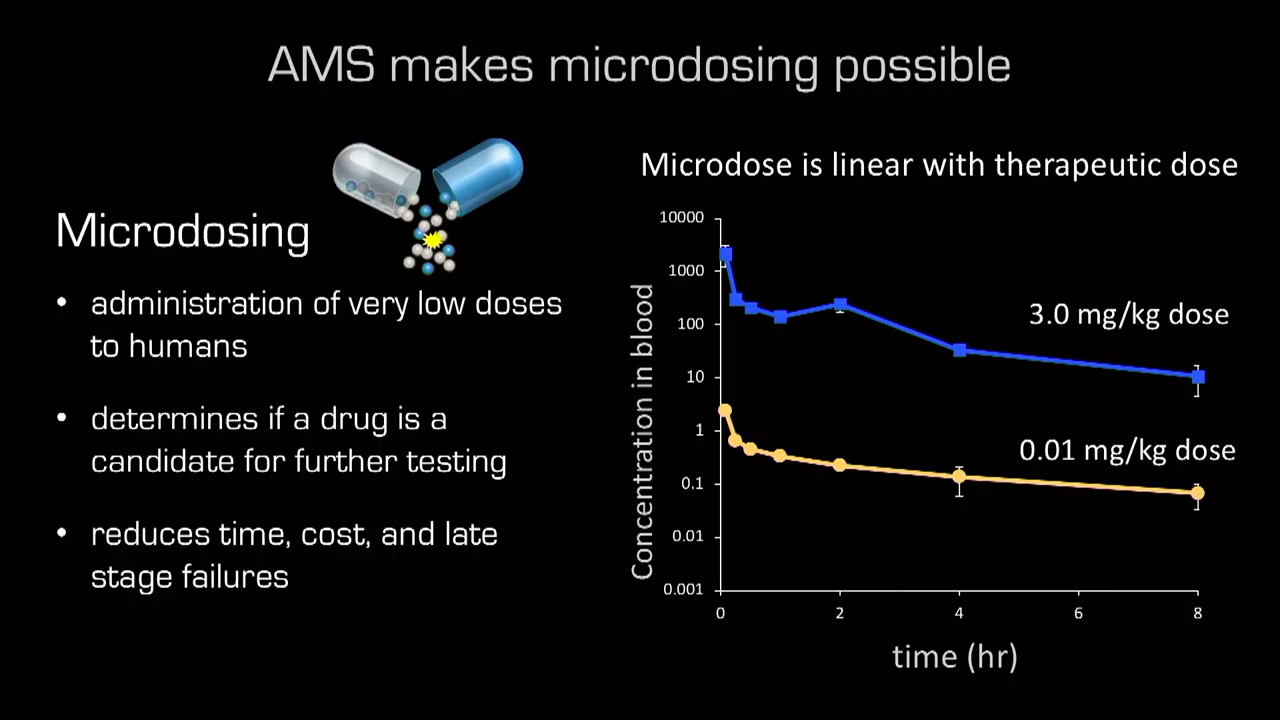 AMS makes microdosing possible
Microdosing
• administration of very low doses
to humans
• determines if a drug is a
candidate for further testing
• reduces time, cost, and late
stage failures
Microdose is linear with therapeutic dose
Concentration in blood
10000
1000
100
10
1
0.1
0.01
0.001
3.0 mg/kg dose
0.01 mg/kg dose
0 2 4 6 8
time (hr)